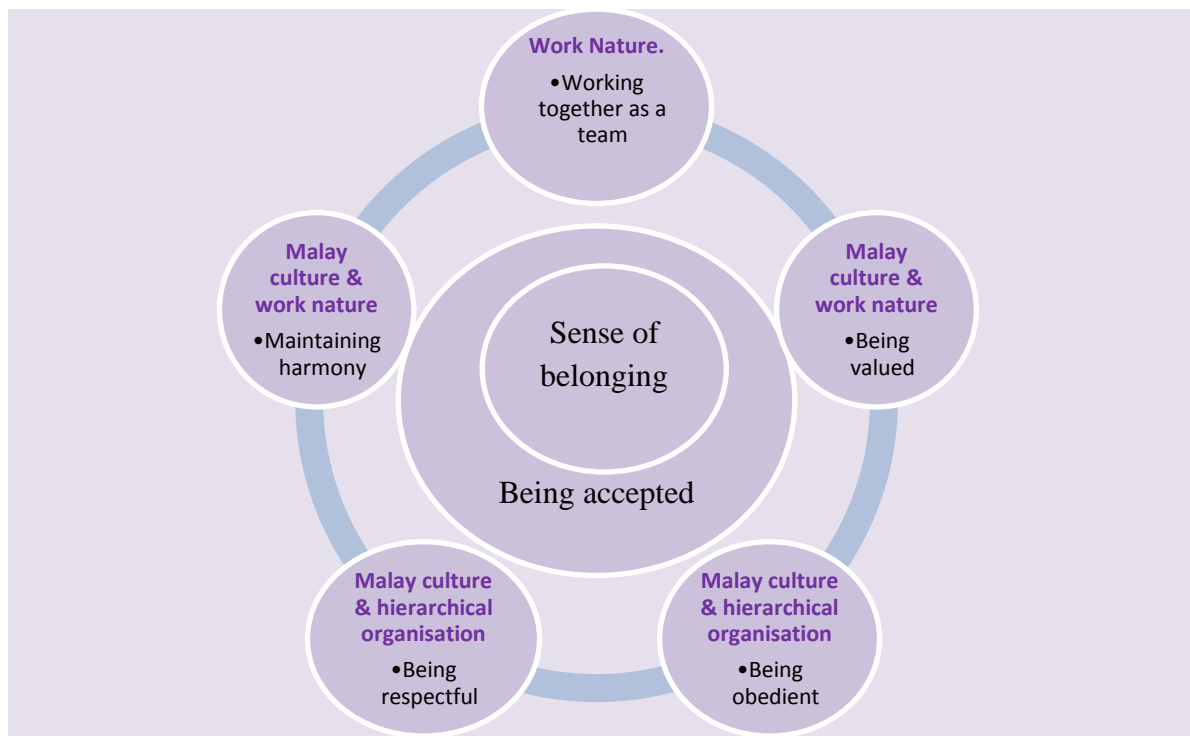 Work Nature.
•Working
together as a
team
Malay
culture &
work nature
•Maintaining
harmony
Malay
culture &
work nature
•Being
valued
Sense of
belonging
Being accepted
Malay culture
& hierarchical
organisation
•Being
respectful
Malay culture
& hierarchical
organisation
•Being
obedient